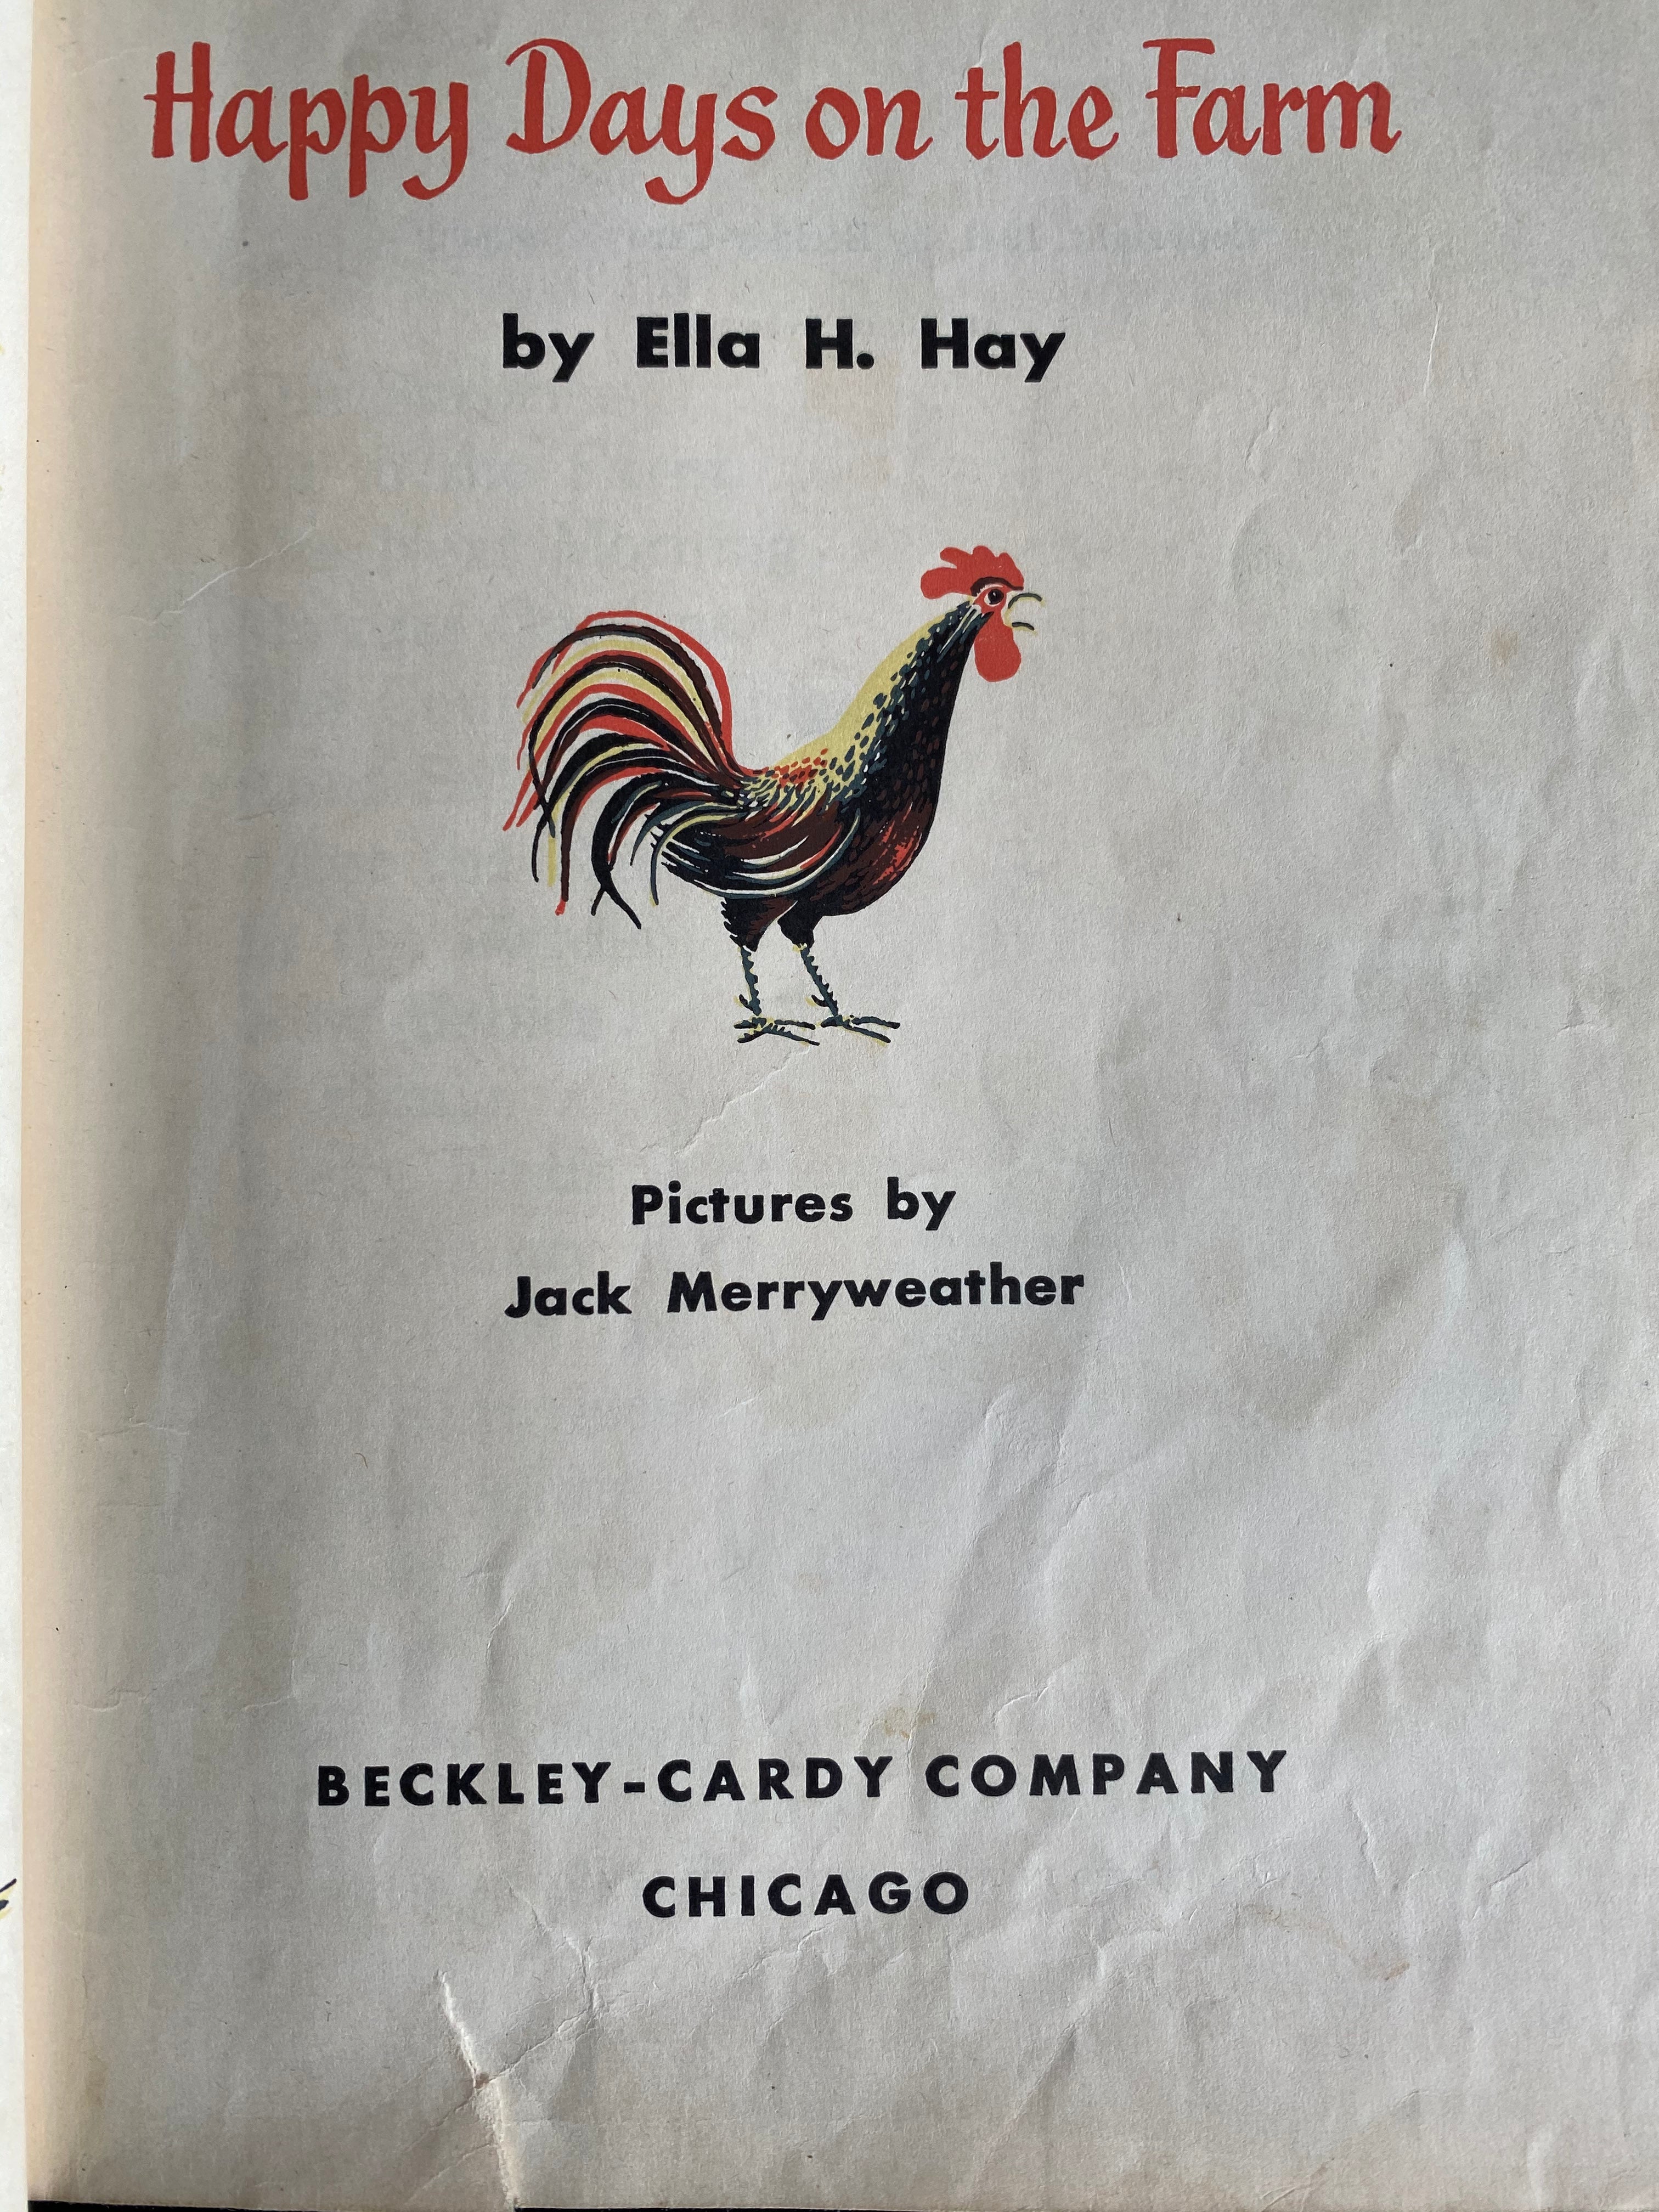 Happy Days on the Farm
by Ella H. Hay
Pictures by
Jack Merryweather
BECKLEY-CARDY COMPANY
CHICAGO